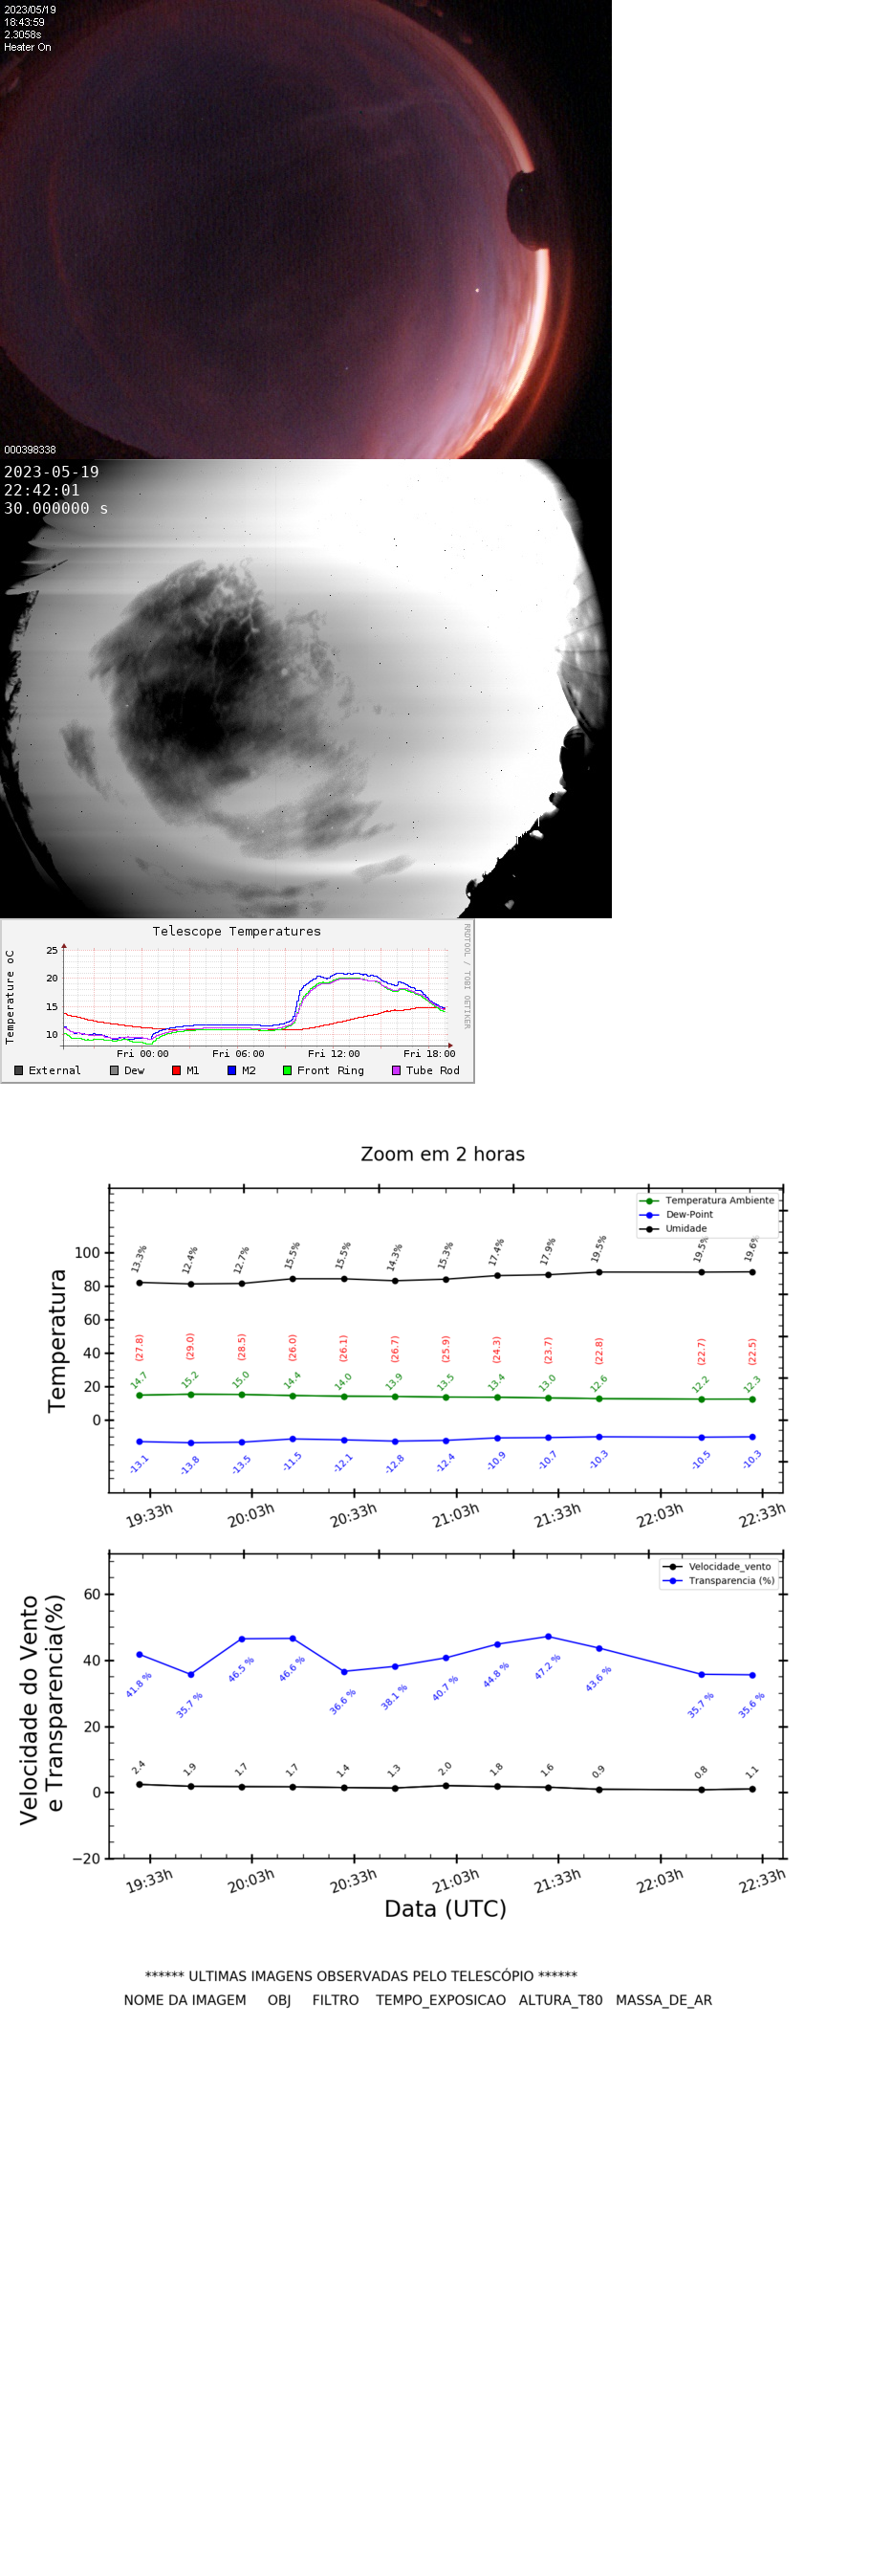 2023/05/19
18:43:59
2.3058s
Heater On
000398338
2023-05-19
22:42:01
30.000000 s
Telescope Temperatures
RRDTOOL / TOBI OETIKER
Temperature oC
25
20
15
10
Fri 00:00 Fri 06:00 Fri 12:00 Fri 18:00
External Dew M1 M2 Front Ring Tube Rod
Zoom em 2 horas
Temperatura Ambiente
Dew-Point
Umidade
Temperatura
100
80
60
40
20
0
13.3% 12.4% 12.7% 15.5% 15.5% 14.3% 15.3% 17.4% 17.9% 19.5% 19.5% 19.6%
(27.8) (29.0) (28.5) (26.0) (26.1) (26.7) (25.9) (24.3) (23.7) (22.8) (22.7) (22.5)
14.7 15.2 15.0 14.4 14.0 13.9 13.5 13.4 13.0 12.6 12.2 12.3
-13.1 -13.8 -13.5 -11.5 -12.1 -12.8 -12.4 -10.9 -10.7 -10.3 -10.5 -10.3
19:33h 20:03h 20:33h 21:03h 21:33h 22:03h 22:33h
Velocidade_vento
Transparencia (%)
Velocidade do Vento
e Transparencia(%)
60
40
20
0
−20
41.8 % 35.7 % 46.5 % 46.6 % 36.6 % 38.1 % 40.7 % 44.8 % 47.2 % 43.6 % 35.7 % 35.6 %
2.4 1.9 1.7 1.7 1.4 1.3 2.0 1.8 1.6 0.9 0.8 1.1
19:33h 20:03h 20:33h 21:03h 21:33h 22:03h 22:33h
Data (UTC)
****** ULTIMAS IMAGENS OBSERVADAS PELO TELESCÓPIO ******
NOME DA IMAGEM OBJ FILTRO TEMPO_EXPOSICAO ALTURA_T80 MASSA_DE_AR